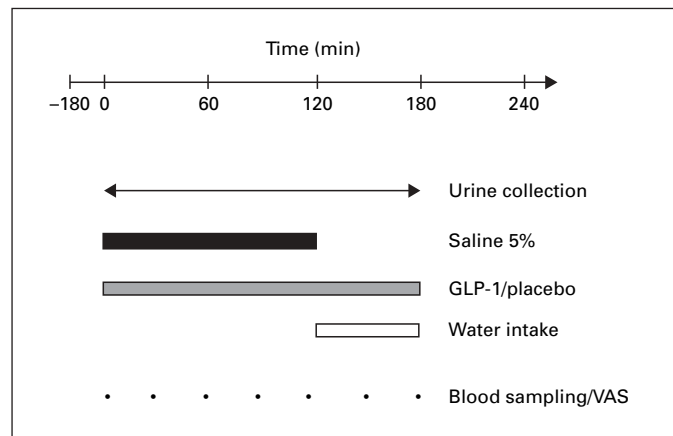 Time (min)
–180 0 60 120 180 240
Urine collection
Saline 5%
GLP-1/placebo
Water intake
Blood sampling/VAS